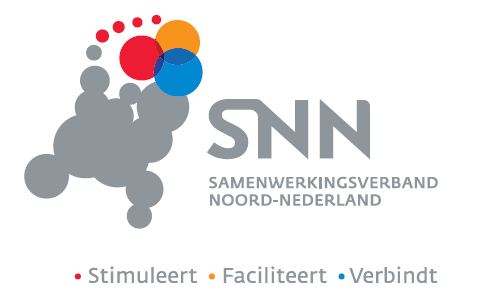 SNN
SAMENWERKINGSVERBAND
NOORD-NEDERLAND
• Stimuleert • Faciliteert • Verbindt